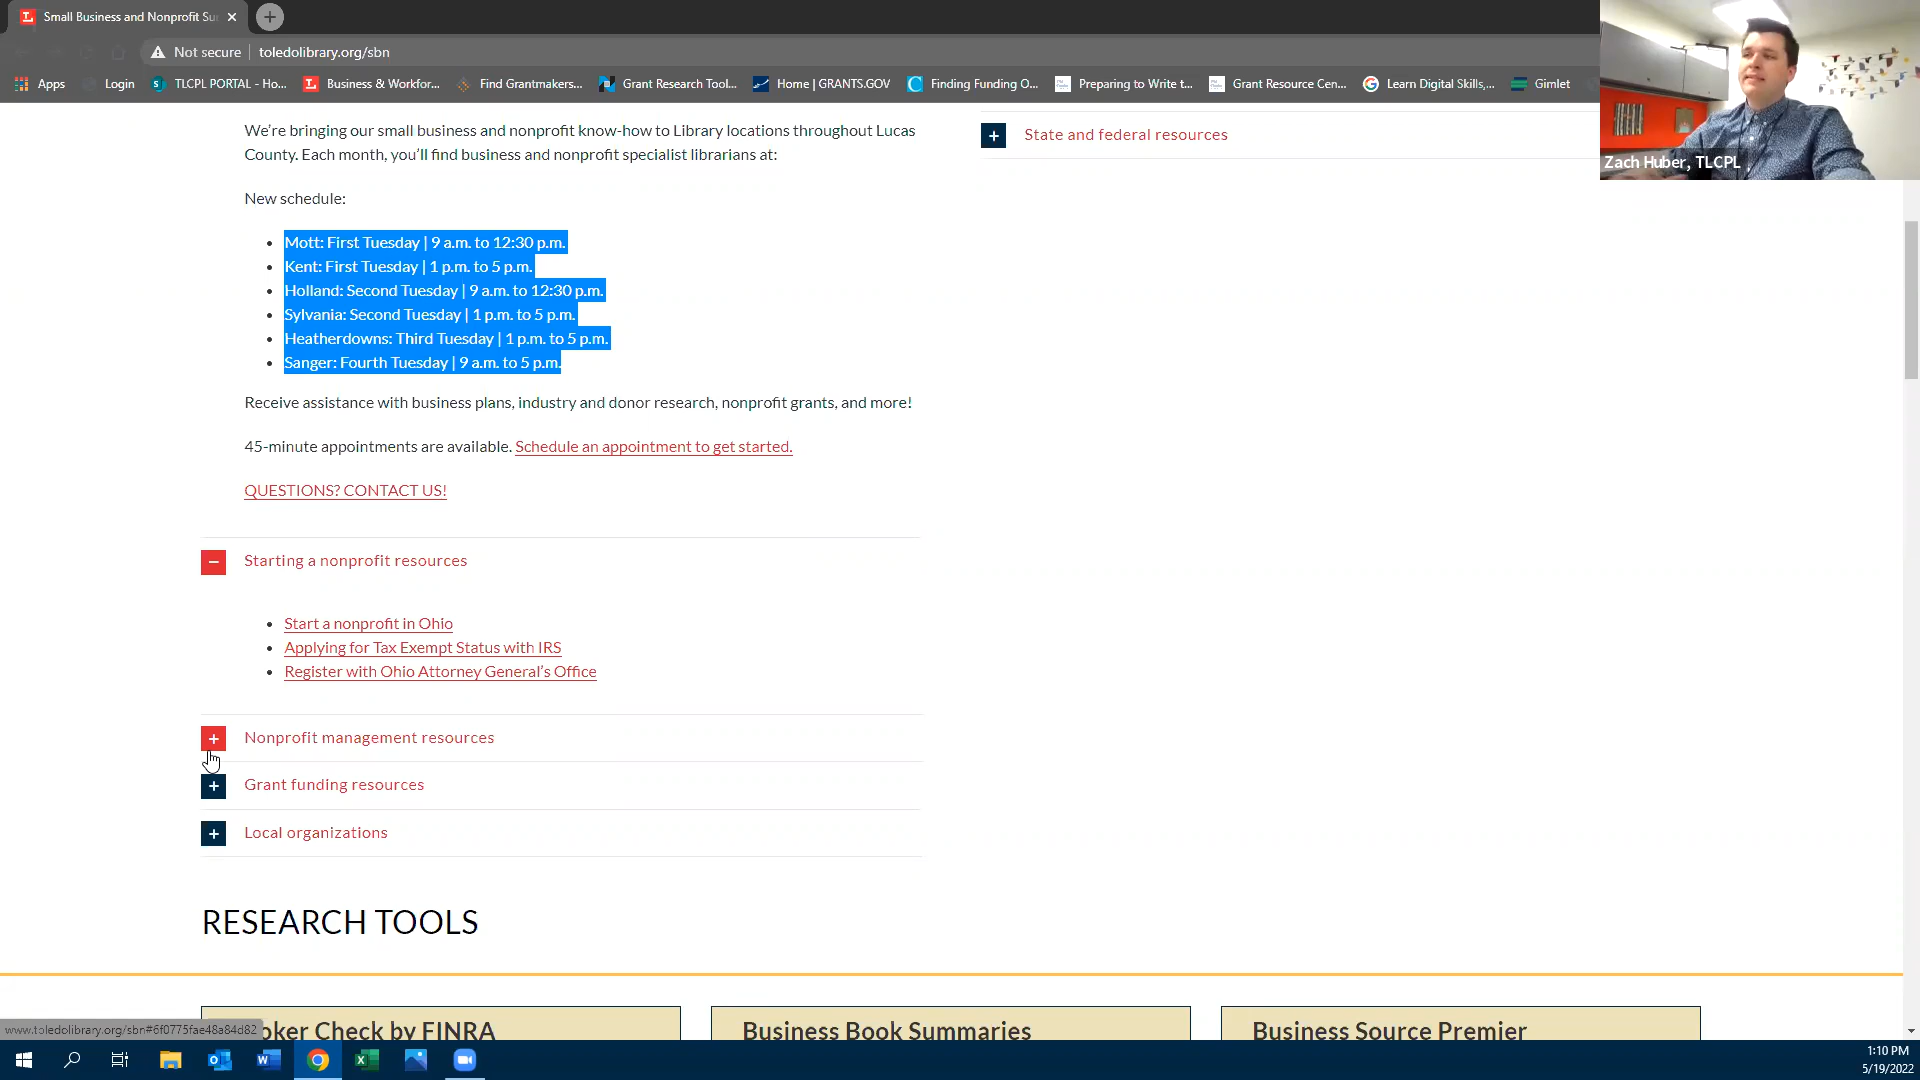 Small Business and Nonprofit Su
Not secure
toledolibrary.org/sbn
Apps
Login
TLCPL PORTAL - Ho...
Business & Workfor...
Find Grantmakers...
Grant Research Tool...
Home | GRANTS.GOV
Finding Funding O...
Preparing to Write t...
Grant Resource Cen...
Learn Digital Skills,...
Gimlet
Zach Huber, TLCPL
We're bringing our small business and nonprofit know-how to Library locations throughout Lucas
County. Each month, you'll find business and nonprofit specialist librarians at:
New schedule:
Mott: First Tuesday | 9 a.m. to 12:30 p.m.
Kent: First Tuesday | 1 p.m. to 5 p.m.
Holland: Second Tuesday | 9 a.m. to 12:30 p.m.
Sylvania: Second Tuesday | 1 p.m. to 5 p.m.
Heatherdowns: Third Tuesday | 1 p.m. to 5 p.m.
Sanger: Fourth Tuesday | 9 a.m. to 5 p.m.
Receive assistance with business plans, industry and donor research, nonprofit grants, and more!
45-minute appointments are available. Schedule an appointment to get started.
QUESTIONS? CONTACT US!
Starting a nonprofit resources
Start a nonprofit in Ohio
Applying for Tax Exempt Status with IRS
Register with Ohio Attorney General's Office
Nonprofit management resources
Grant funding resources
Local organizations
State and federal resources
RESEARCH TOOLS
oker Check by FINRA
Business Book Summaries
Business Source Premier
www.toledolibrary.org/sbn#6f0775fae48a84d82
1:10 PM
5/19/2022